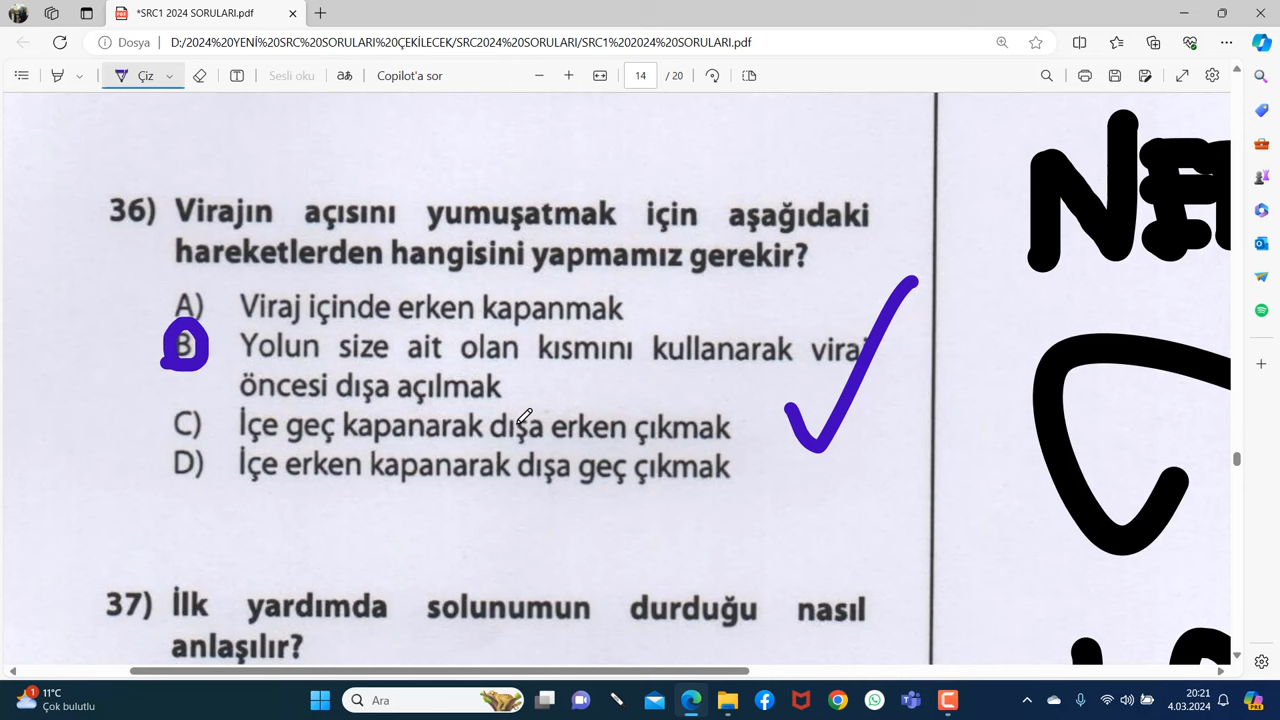 *SRC1 2024 SORULARI.pdf
Dosya D:/2024%20YENİ%20SRC%20SORULARI%20ÇEKİLECEK/SRC2024%20SORULARI/SRC1%202024%20SORULARI.pdf
Çiz Sesli oku aあ Copilot'a sor 14 / 20
36) Virajın açısını yumuşatmak için aşağıdaki
hareketlerden hangisini yapmamız gerekir?
A) Viraj içinde erken kapanmak
B) Yolun size ait olan kısmını kullanarak viraj
öncesi dışa açılmak
C) İçe geç kapanarak dışa erken çıkmak
D) İçe erken kapanarak dışa geç çıkmak
37) İlk yardımda solunumun durduğu nasıl
anlaşılır?
1 11°C
Çok bulutlu
Ara
20:21
4.03.2024